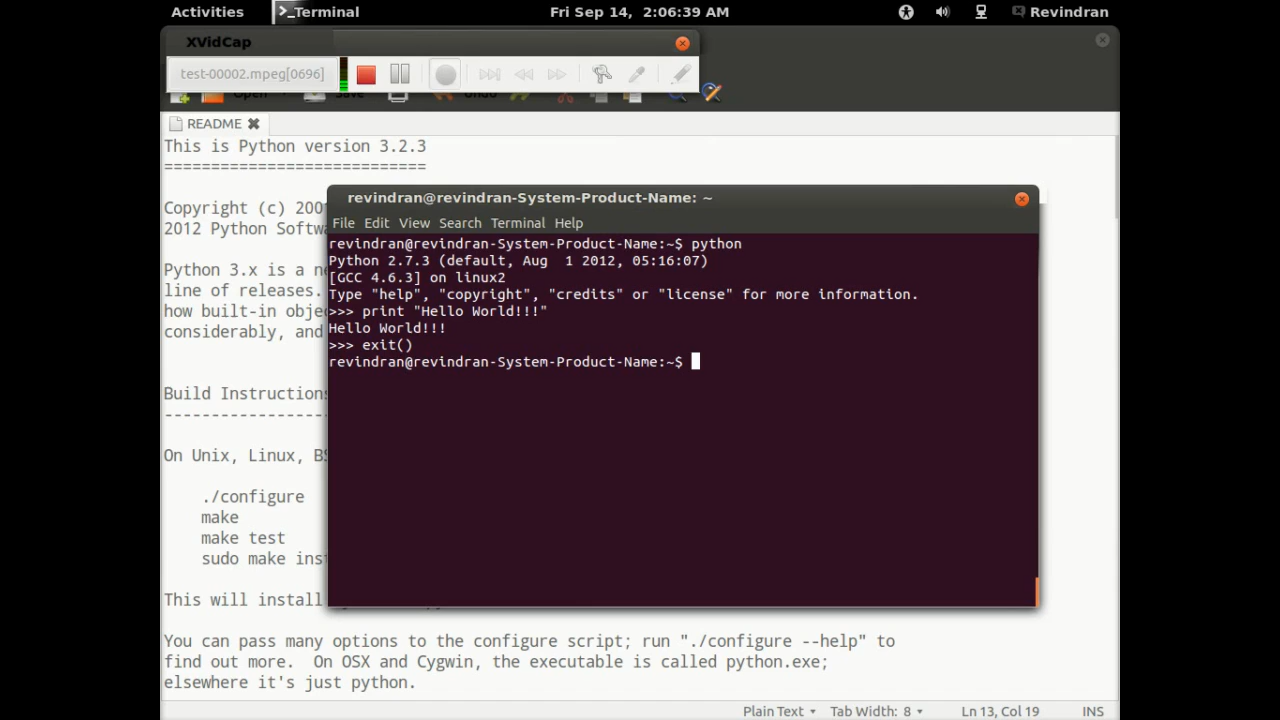 Activities
Terminal
Fri Sep 14, 2:06:39 AM
Revindran
XVidCap
test-00002.mpeg[0696]
Open
Save
Undo
README
This is Python version 3.2.3
============================
Copyright (c) 200
2012 Python Softw
Python 3.x is a n
line of releases.
how built-in obje
considerably, and
Build Instructions
------------------
On Unix, Linux, BS
./configure
make
make test
sudo make inst
This will install
You can pass many options to the configure script; run "./configure --help" to
find out more.  On OSX and Cygwin, the executable is called python.exe;
elsewhere it's just python.
revindran@revindran-System-Product-Name: ~
File Edit View Search Terminal Help
revindran@revindran-System-Product-Name:~$ python
Python 2.7.3 (default, Aug  1 2012, 05:16:07)
[GCC 4.6.3] on linux2
Type "help", "copyright", "credits" or "license" for more information.
>>> print "Hello World!!!"
Hello World!!!
>>> exit()
revindran@revindran-System-Product-Name:~$
Plain Text Tab Width: 8 Ln 13, Col 19 INS